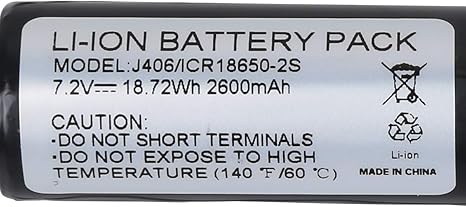 LI-ION BATTERY PACK
MODEL:J406/ICR18650-2S
7.2V⎓ 18.72Wh 2600mAh
CAUTION:
·DO NOT SHORT TERMINALS
·DO NOT EXPOSE TO HIGH
TEMPERATURE (140 ℉/60 ℃)
Li-ion
MADE IN CHINA